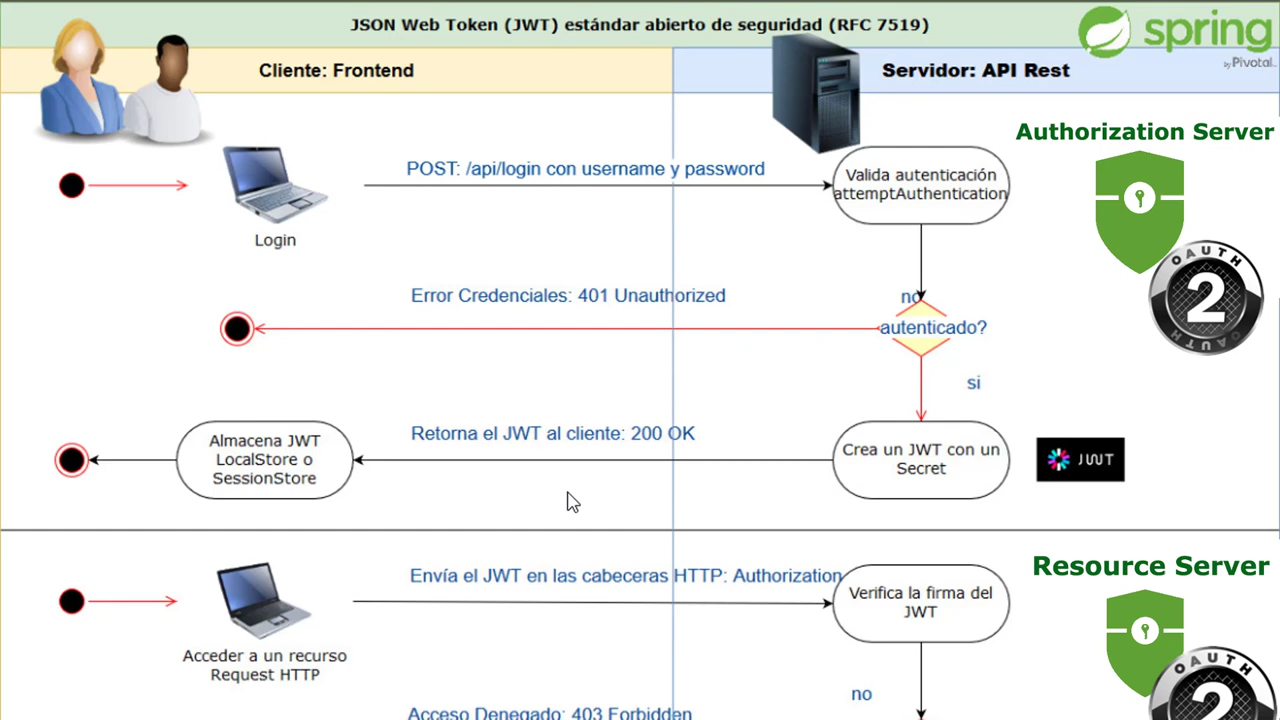 JSON Web Token (JWT) estándar abierto de seguridad (RFC 7519)
spring
by Pivotal
Cliente: Frontend
Servidor: API Rest
Authorization Server
POST: /api/login con username y password
Valida autenticación
attemptAuthentication
Login
OAUTH
2
OAUTH
Error Credenciales: 401 Unauthorized
no
autenticado?
si
Retorna el JWT al cliente: 200 OK
Almacena JWT
LocalStore o
SessionStore
Crea un JWT con un
Secret
JWT
Resource Server
Envía el JWT en las cabeceras HTTP: Authorization
Verifica la firma del
JWT
Acceder a un recurso
Request HTTP
OAUTH
2
no
Acceso Denegado: 403 Forbidden